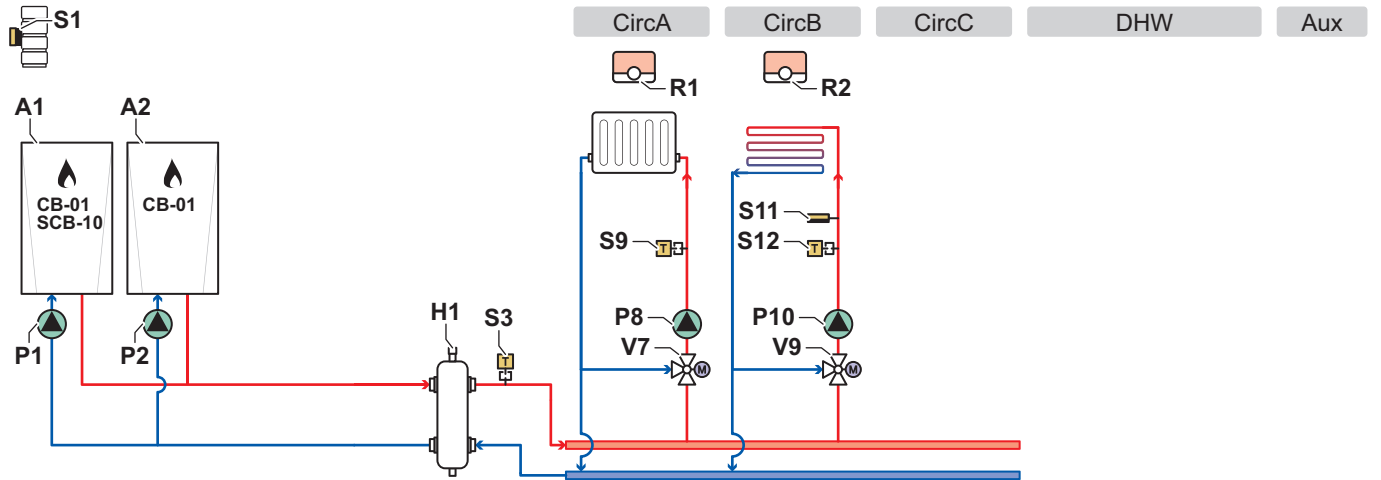 S1
CircA
CircB
CircC
DHW
Aux
R1
R2
A1
A2
CB-01
SCB-10
CB-01
S11
S9
T
S12
T
H1
S3
T
P1
P2
P8
P10
V7
M
V9
M